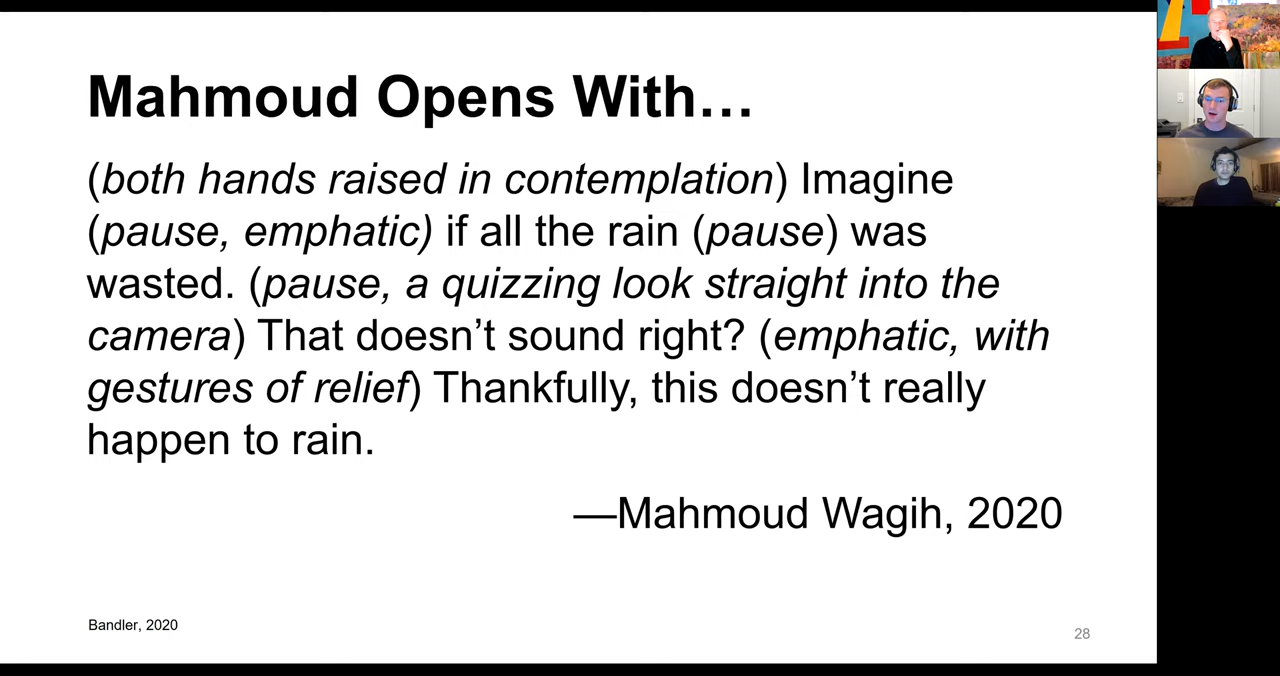 Mahmoud Opens With…
(both hands raised in contemplation) Imagine
(pause, emphatic) if all the rain (pause) was
wasted. (pause, a quizzing look straight into the
camera) That doesn’t sound right? (emphatic, with
gestures of relief) Thankfully, this doesn’t really
happen to rain.
—Mahmoud Wagih, 2020
Bandler, 2020
28